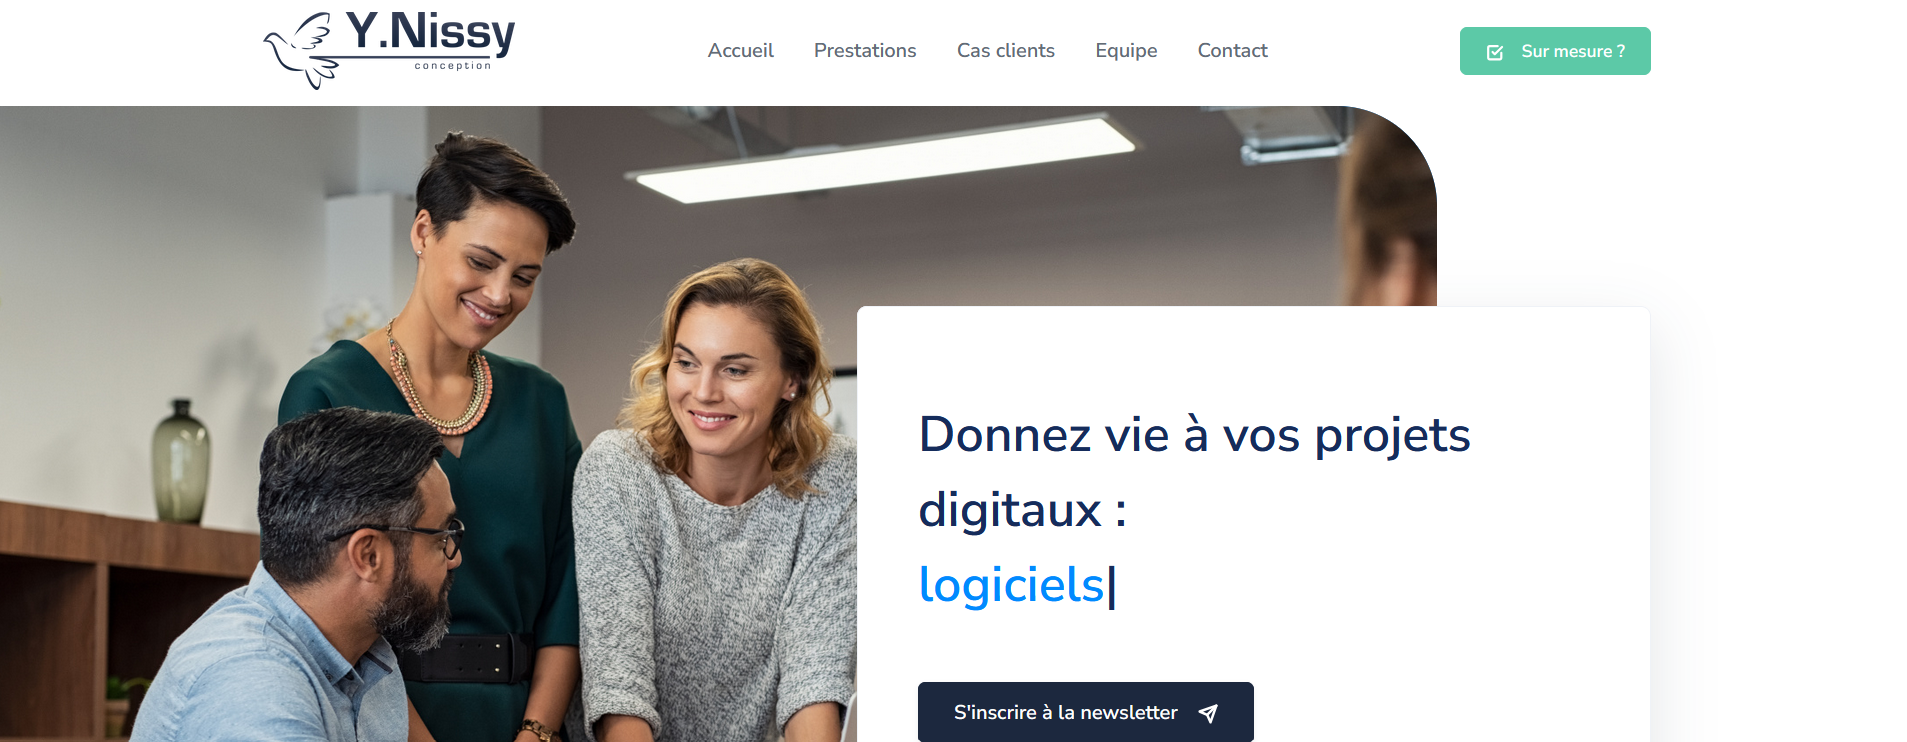 Y.Nissy
conception
Accueil Prestations Cas clients Equipe Contact
Sur mesure ?
Donnez vie à vos projets
digitaux :
logiciels|
S'inscrire à la newsletter